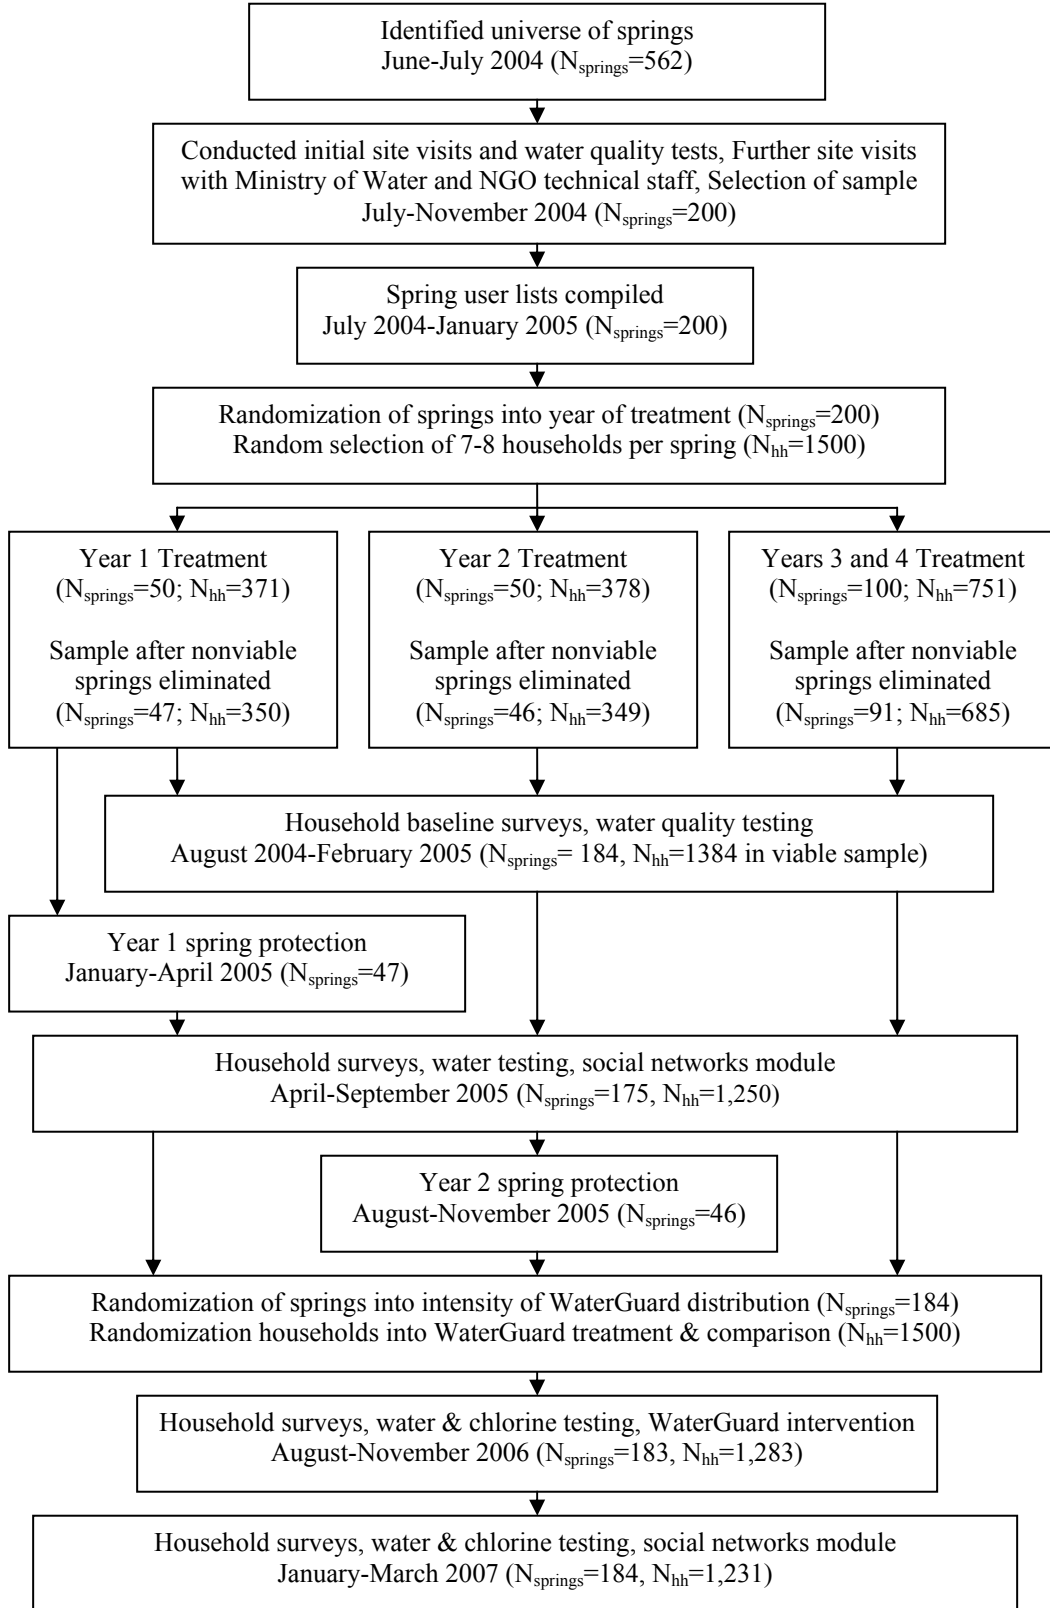 Identified universe of springs
June-July 2004 (Nsprings=562)
Conducted initial site visits and water quality tests, Further site visits
with Ministry of Water and NGO technical staff, Selection of sample
July-November 2004 (Nsprings=200)
Spring user lists compiled
July 2004-January 2005 (Nsprings=200)
Randomization of springs into year of treatment (Nsprings=200)
Random selection of 7-8 households per spring (Nhh=1500)
Year 1 Treatment
(Nsprings=50; Nhh=371)
Sample after nonviable
springs eliminated
(Nsprings=47; Nhh=350)
Year 2 Treatment
(Nsprings=50; Nhh=378)
Sample after nonviable
springs eliminated
(Nsprings=46; Nhh=349)
Years 3 and 4 Treatment
(Nsprings=100; Nhh=751)
Sample after nonviable
springs eliminated
(Nsprings=91; Nhh=685)
Household baseline surveys, water quality testing
August 2004-February 2005 (Nsprings= 184, Nhh=1384 in viable sample)
Year 1 spring protection
January-April 2005 (Nsprings=47)
Household surveys, water testing, social networks module
April-September 2005 (Nsprings=175, Nhh=1,250)
Year 2 spring protection
August-November 2005 (Nsprings=46)
Randomization of springs into intensity of WaterGuard distribution (Nsprings=184)
Randomization households into WaterGuard treatment & comparison (Nhh=1500)
Household surveys, water & chlorine testing, WaterGuard intervention
August-November 2006 (Nsprings=183, Nhh=1,283)
Household surveys, water & chlorine testing, social networks module
January-March 2007 (Nsprings=184, Nhh=1,231)